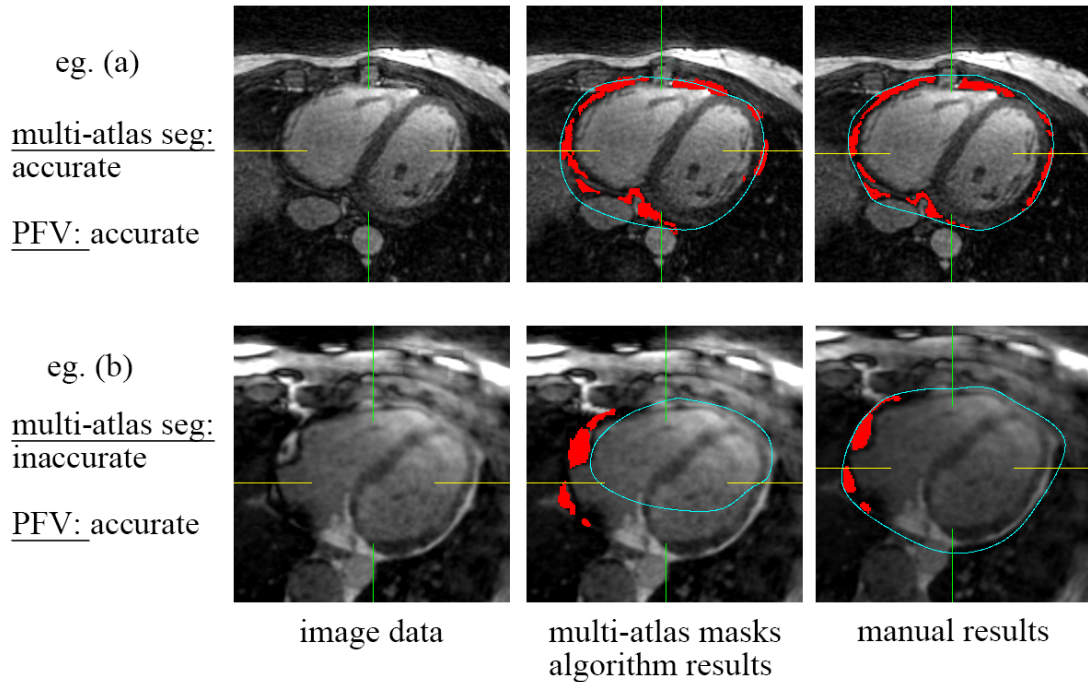 eg. (a)
multi-atlas seg:
accurate
PFV: accurate
eg. (b)
multi-atlas seg:
inaccurate
PFV: accurate
image data
multi-atlas masks
algorithm results
manual results